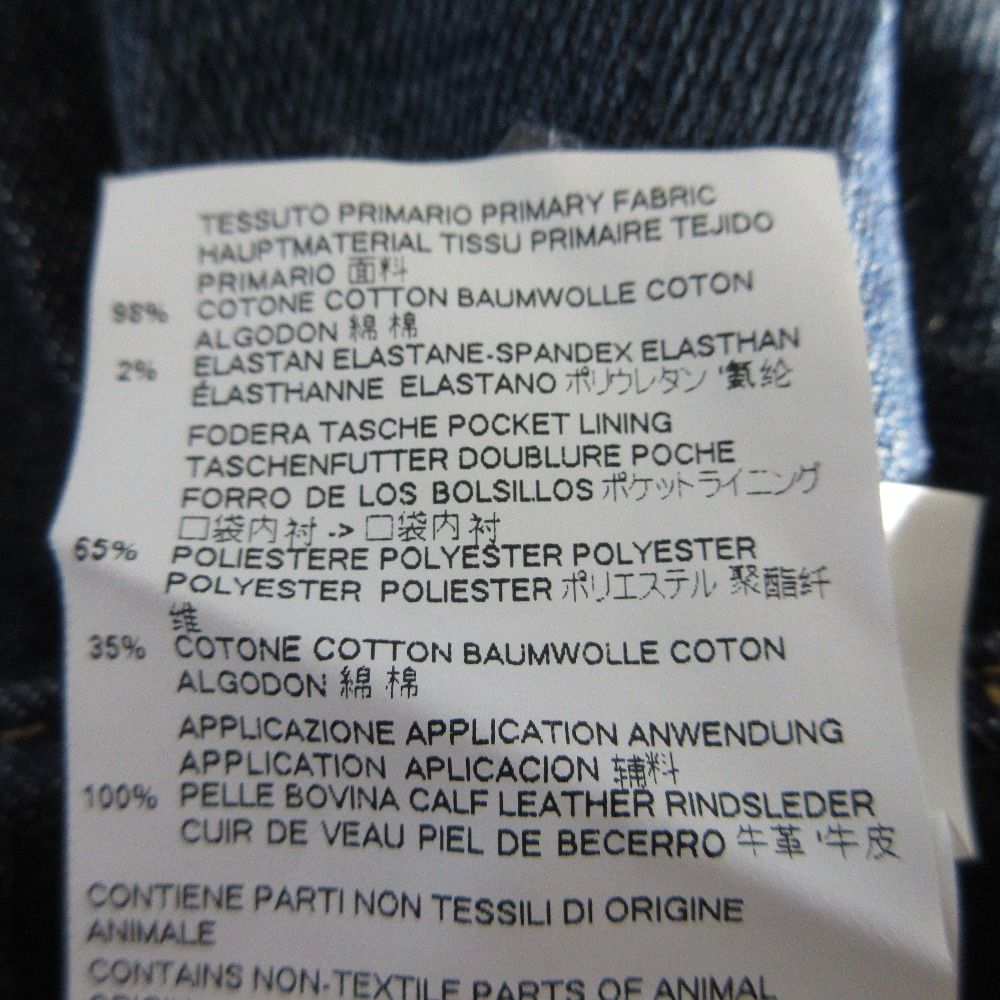 TESSUTO PRIMARIO PRIMARY FABRIC
HAUPTMATERIAL TISSU PRIMAIRE TEJIDO
PRIMARIO 面料
98% COTONE COTTON BAUMWOLLE COTON
ALGODON 綿 棉
2% ELASTAN ELASTANE-SPANDEX ELASTHAN
ÉLASTHANNE ELASTANO ポリウレタン '氨纶
FODERA TASCHE POCKET LINING
TASCHENFUTTER DOUBLURE POCHE
FORRO DE LOS BOLSILLOS ポケットライニング
口袋内衬 -> 口袋内衬
65% POLIESTERE POLYESTER POLYESTER
POLYESTER POLIESTER ポリエステル 聚酯纤
维
35% COTONE COTTON BAUMWOLLE COTON
ALGODON 綿 棉
APPLICAZIONE APPLICATION ANWENDUNG
APPLICATION APLICACION 辅料
100% PELLE BOVINA CALF LEATHER RINDSLEDER
CUIR DE VEAU PIEL DE BECERRO 牛革 '牛皮
CONTIENE PARTI NON TESSILI DI ORIGINE
ANIMALE
CONTAINS NON-TEXTILE PARTS OF ANIMAL